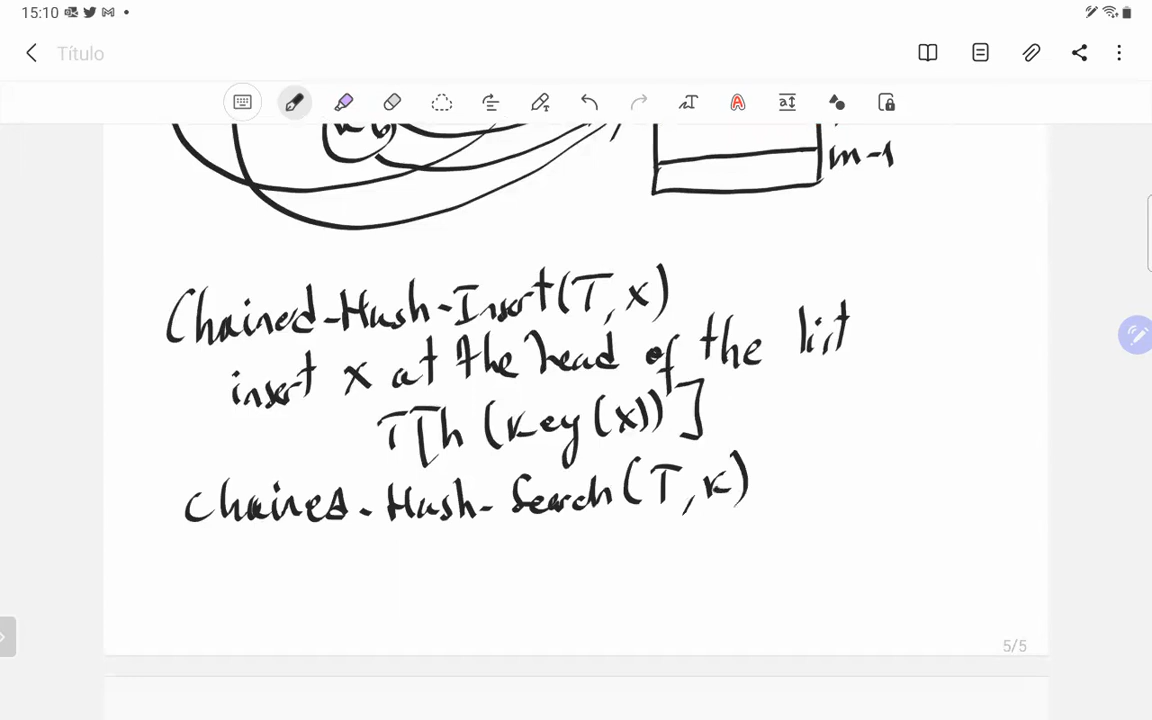 15:10
Título
m-1
Chained-Hash-Insert(T,x)
insert x at the head of the list
T[h(key(x))]
Chained-Hash-Search(T,k)
5/5